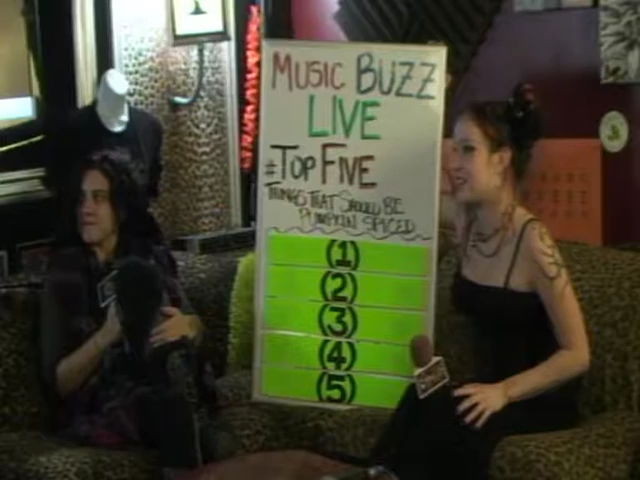 MUSIC BUZZ
LIVE
#TOP FIVE
THINGS THAT SHOULD BE
PUMPKIN SPICED
(1)
(2)
(3)
(4)
(5)